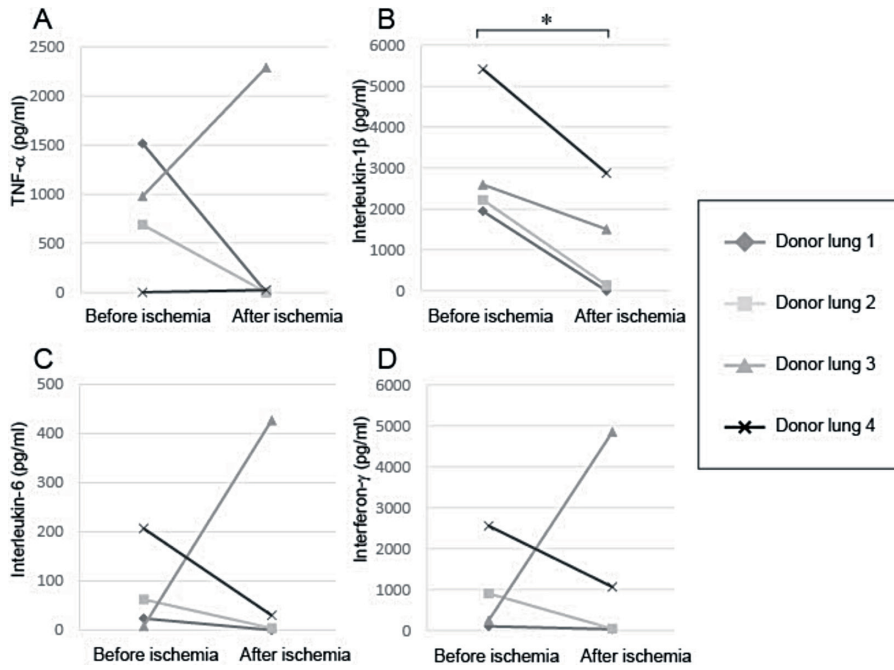 A
TNF-α (pg/ml)
2500
2000
1500
1000
500
0
Before ischemia After ischemia
B
*
Interleukin-1β (pg/ml)
6000
5000
4000
3000
2000
1000
0
Before ischemia After ischemia
C
Interleukin-6 (pg/ml)
500
400
300
200
100
0
Before ischemia After ischemia
D
Interferon-γ (pg/ml)
6000
5000
4000
3000
2000
1000
0
Before ischemia After ischemia
Donor lung 1
Donor lung 2
Donor lung 3
Donor lung 4